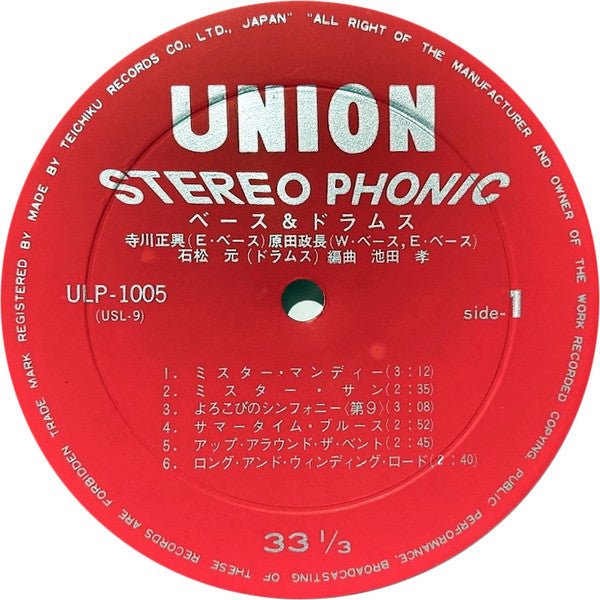 MADE BY TEICHIKU RECORDS CO., LTD., JAPAN" "ALL RIGHT OF THE MANUFACTURER AND OWNER OF THE WORK RECORDED COPYING, PUBLIC PERFORMANCE, BROADCASTING OF THESE RECORDS ARE FORBIDDEN TRADE MARK REGISTERED BY
UNION
STEREO PHONIC
ベース&ドラムス
寺川正興(E・ベース)原田政長(W・ベース,E・ベース)
石松 元(ドラムス)編曲 池田 孝
ULP-1005
(USL-9)
side-1
1. ミスター・マンディー(3:12)
2. ミスター・サン(2:35)
3. よろこびのシンフォニー〈第9〉(3:08)
4. サマータイム・ブルース(2:52)
5. アップ・アラウンド・ザ・ベント(2:45)
6. ロング・アンド・ウィンディング・ロード(2:40)
33 1/3